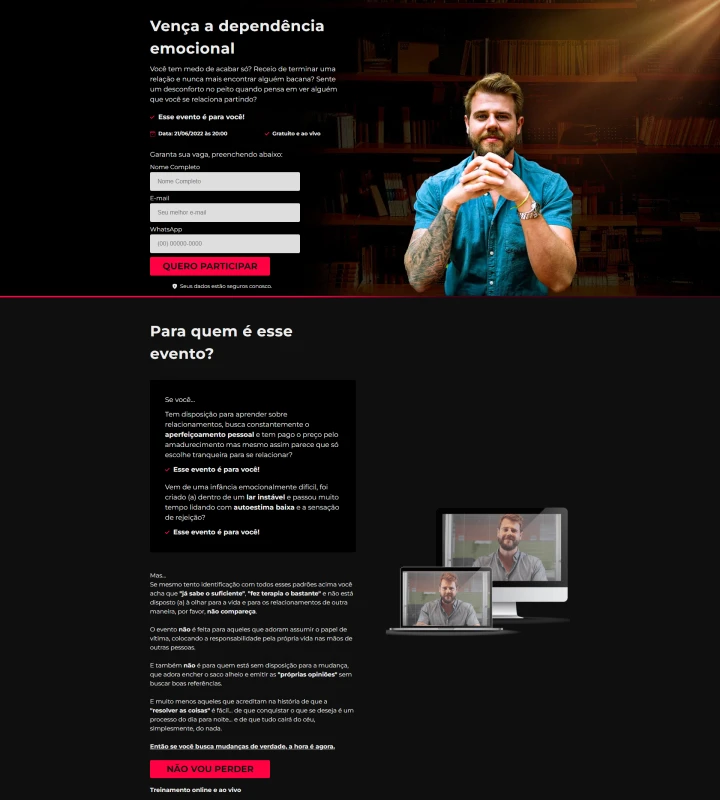 Vença a dependência
emocional
Você tem medo de acabar só? Receio de terminar uma
relação e nunca mais encontrar alguém bacana? Sente
um desconforto no peito quando pensa em ver alguém
que você se relaciona partindo?
Esse evento é para você!
Data: 21/06/2022 às 20:00
Gratuito e ao vivo
Garanta sua vaga, preenchendo abaixo:
Nome Completo
Nome Completo
E-mail
Seu melhor e-mail
WhatsApp
(00) 00000-0000
QUERO PARTICIPAR
Seus dados estão seguros conosco.
Para quem é esse
evento?
Se você...
Tem disposição para aprender sobre
relacionamentos, busca constantemente o
aperfeiçoamento pessoal e tem pago o preço pelo
amadurecimento mas mesmo assim parece que só
escolhe tranqueira para se relacionar?
Esse evento é para você!
Vem de uma infância emocionalmente difícil, foi
criado (a) dentro de um lar instável e passou muito
tempo lidando com autoestima baixa e a sensação
de rejeição?
Esse evento é para você!
Mas...
Se mesmo tento identificação com todos esses padrões acima você
acha que "já sabe o suficiente", "fez terapia o bastante" e não está
disposto (a) à olhar para a vida e para os relacionamentos de outra
maneira, por favor, não compareça.
O evento não é feita para aqueles que adoram assumir o papel de
vítima, colocando a responsabilidade pela própria vida nas mãos de
outras pessoas.
E também não é para quem está sem disposição para a mudança,
que adora encher o saco alheio e emitir as "próprias opiniões" sem
buscar boas referências.
E muito menos aqueles que acreditam na história de que a
"resolver as coisas" é fácil... de que conquistar o que se deseja é um
processo do dia para noite... e de que tudo cairá do céu,
simplesmente, do nada.
Então se você busca mudanças de verdade, a hora é agora.
NÃO VOU PERDER
Treinamento online e ao vivo